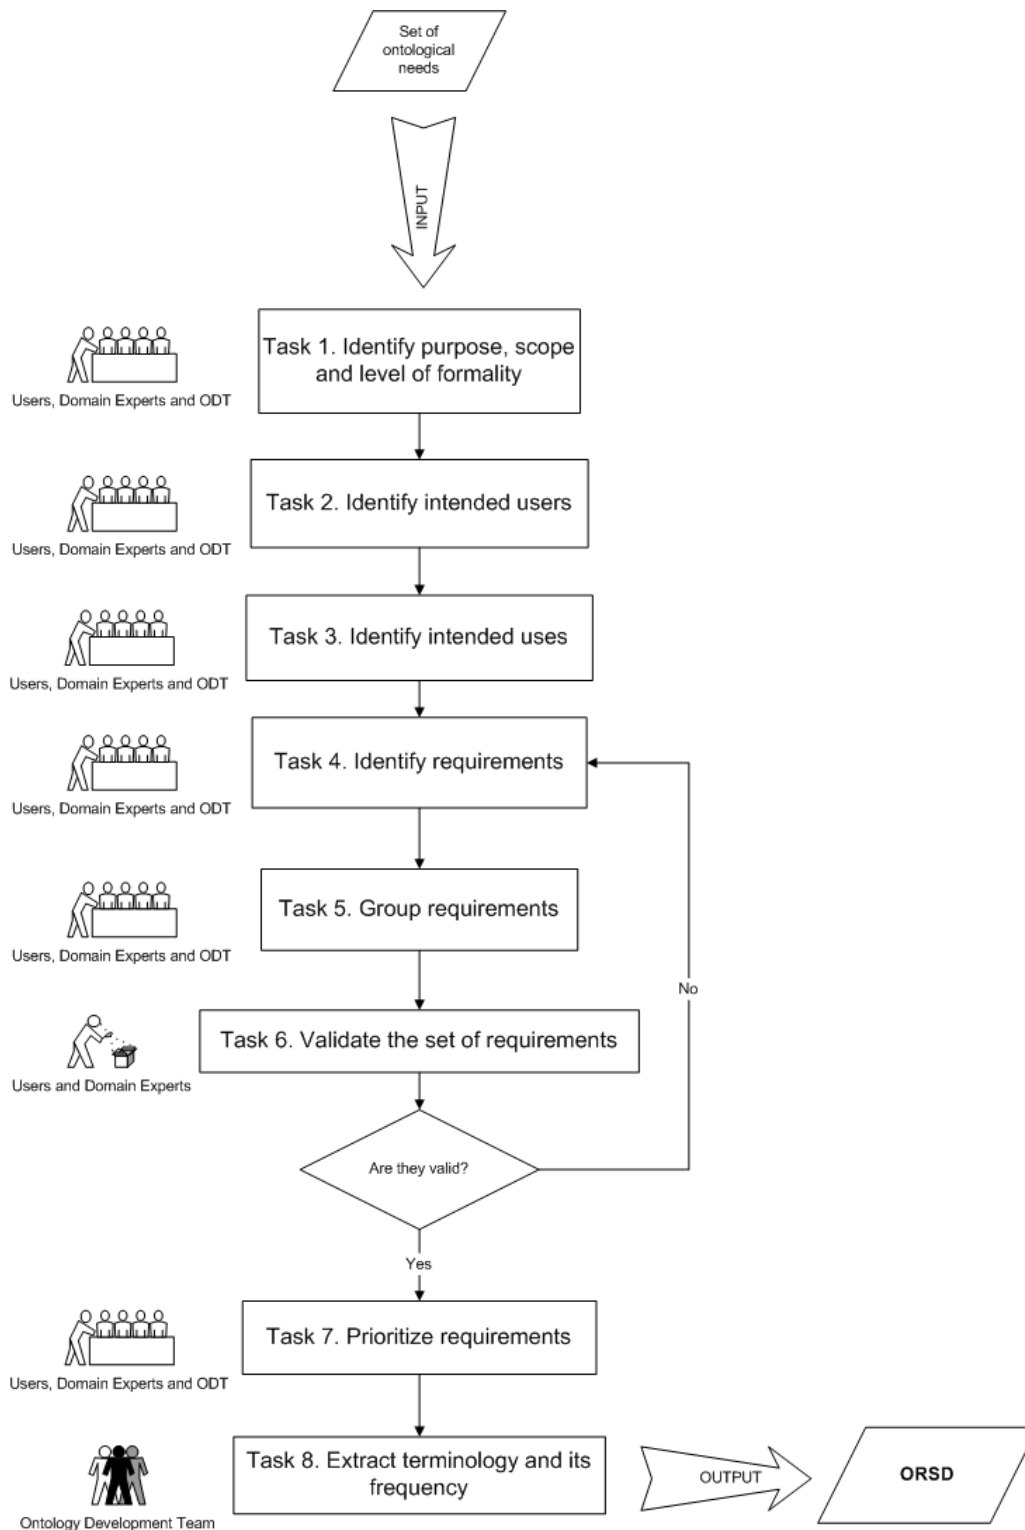 Set of
ontological
needs
INPUT
Task 1. Identify purpose, scope
and level of formality
Users, Domain Experts and ODT
Task 2. Identify intended users
Users, Domain Experts and ODT
Task 3. Identify intended uses
Users, Domain Experts and ODT
Task 4. Identify requirements
Users, Domain Experts and ODT
Task 5. Group requirements
Users, Domain Experts and ODT
No
Task 6. Validate the set of requirements
Users and Domain Experts
Are they valid?
Yes
Task 7. Prioritize requirements
Users, Domain Experts and ODT
Task 8. Extract terminology and its
frequency
OUTPUT
ORSD
Ontology Development Team